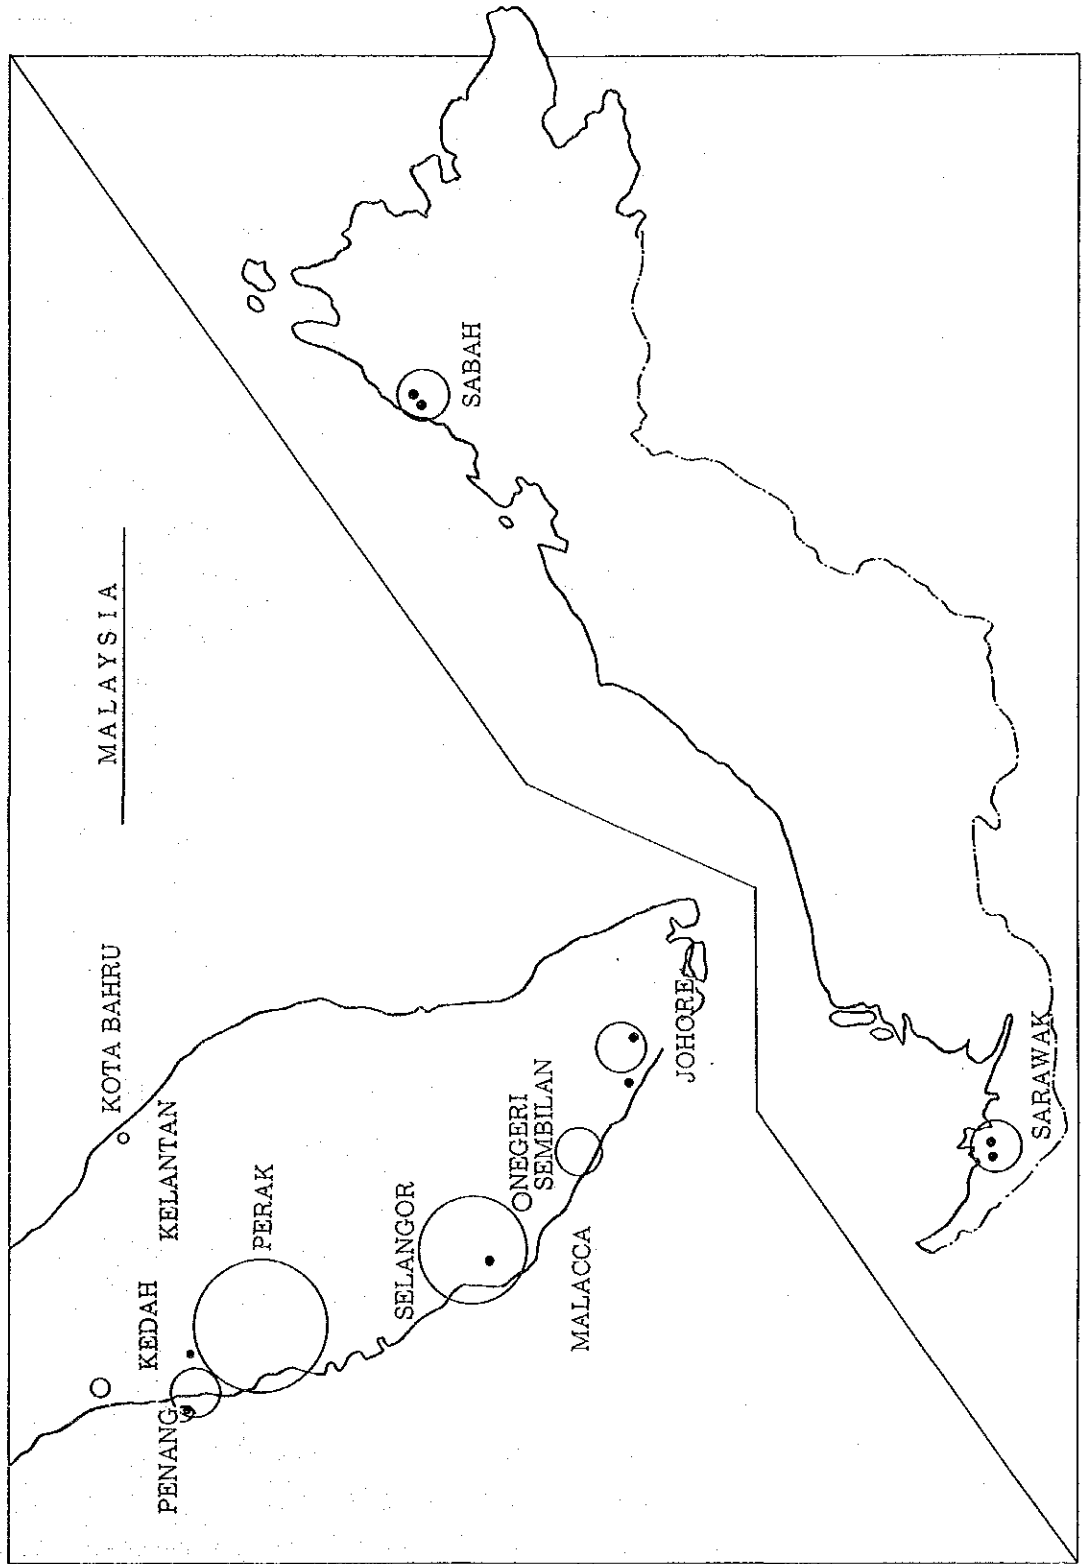 MALAYSIA
KOTA BAHRU
KELANTAN
KEDAH
PENANG
PERAK
SELANGOR
NEGERI
SEMBILAN
MALACCA
JOHORE
SABAH
SARAWAK